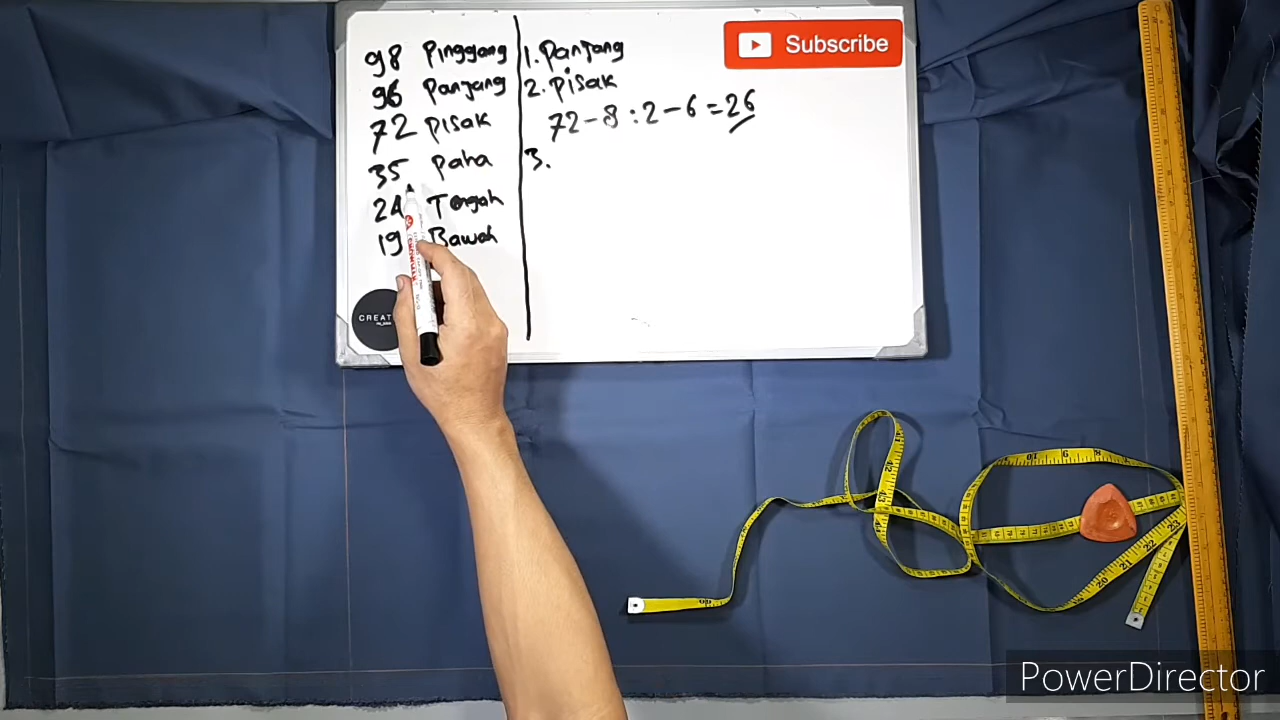 98 Pinggang
96 Panjang
72 Pisak
35 Paha
24 Tengah
19 Bawah
1. Panjang
2. Pisak
72 - 8 : 2 - 6 = 26
3.
Subscribe
CREAT
PowerDirector